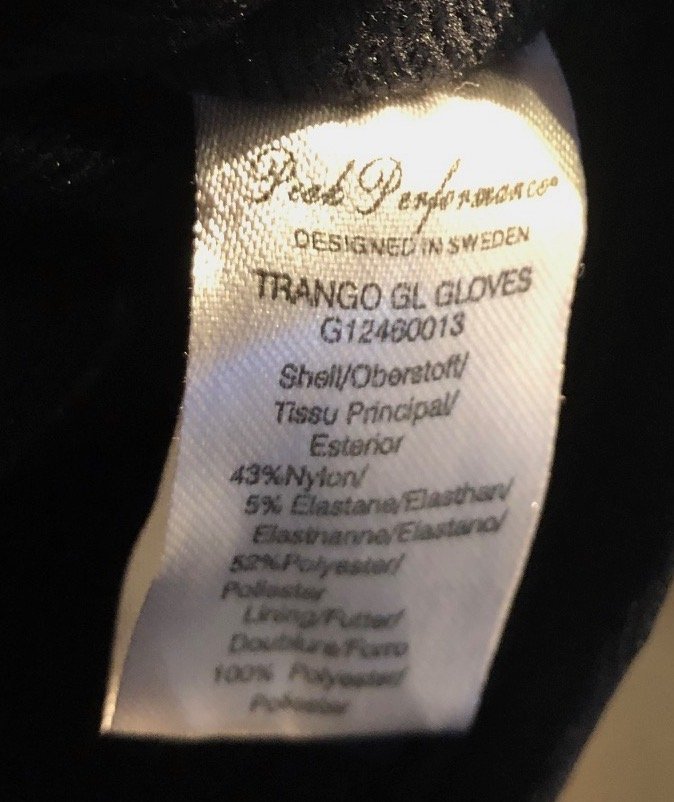 Peak Performance®
DESIGNED IN SWEDEN
TRANGO GL GLOVES
G12460013
Shell/Oberstoff/
Tissu Principal/
Esterior
43%Nylon/
5% Elastane/Elasthan/
Elasthanne/Elastano/
52%Polyester/
Poliester
Lining/Futter/
Doublure/Forro
100% Polyester/
Poliester